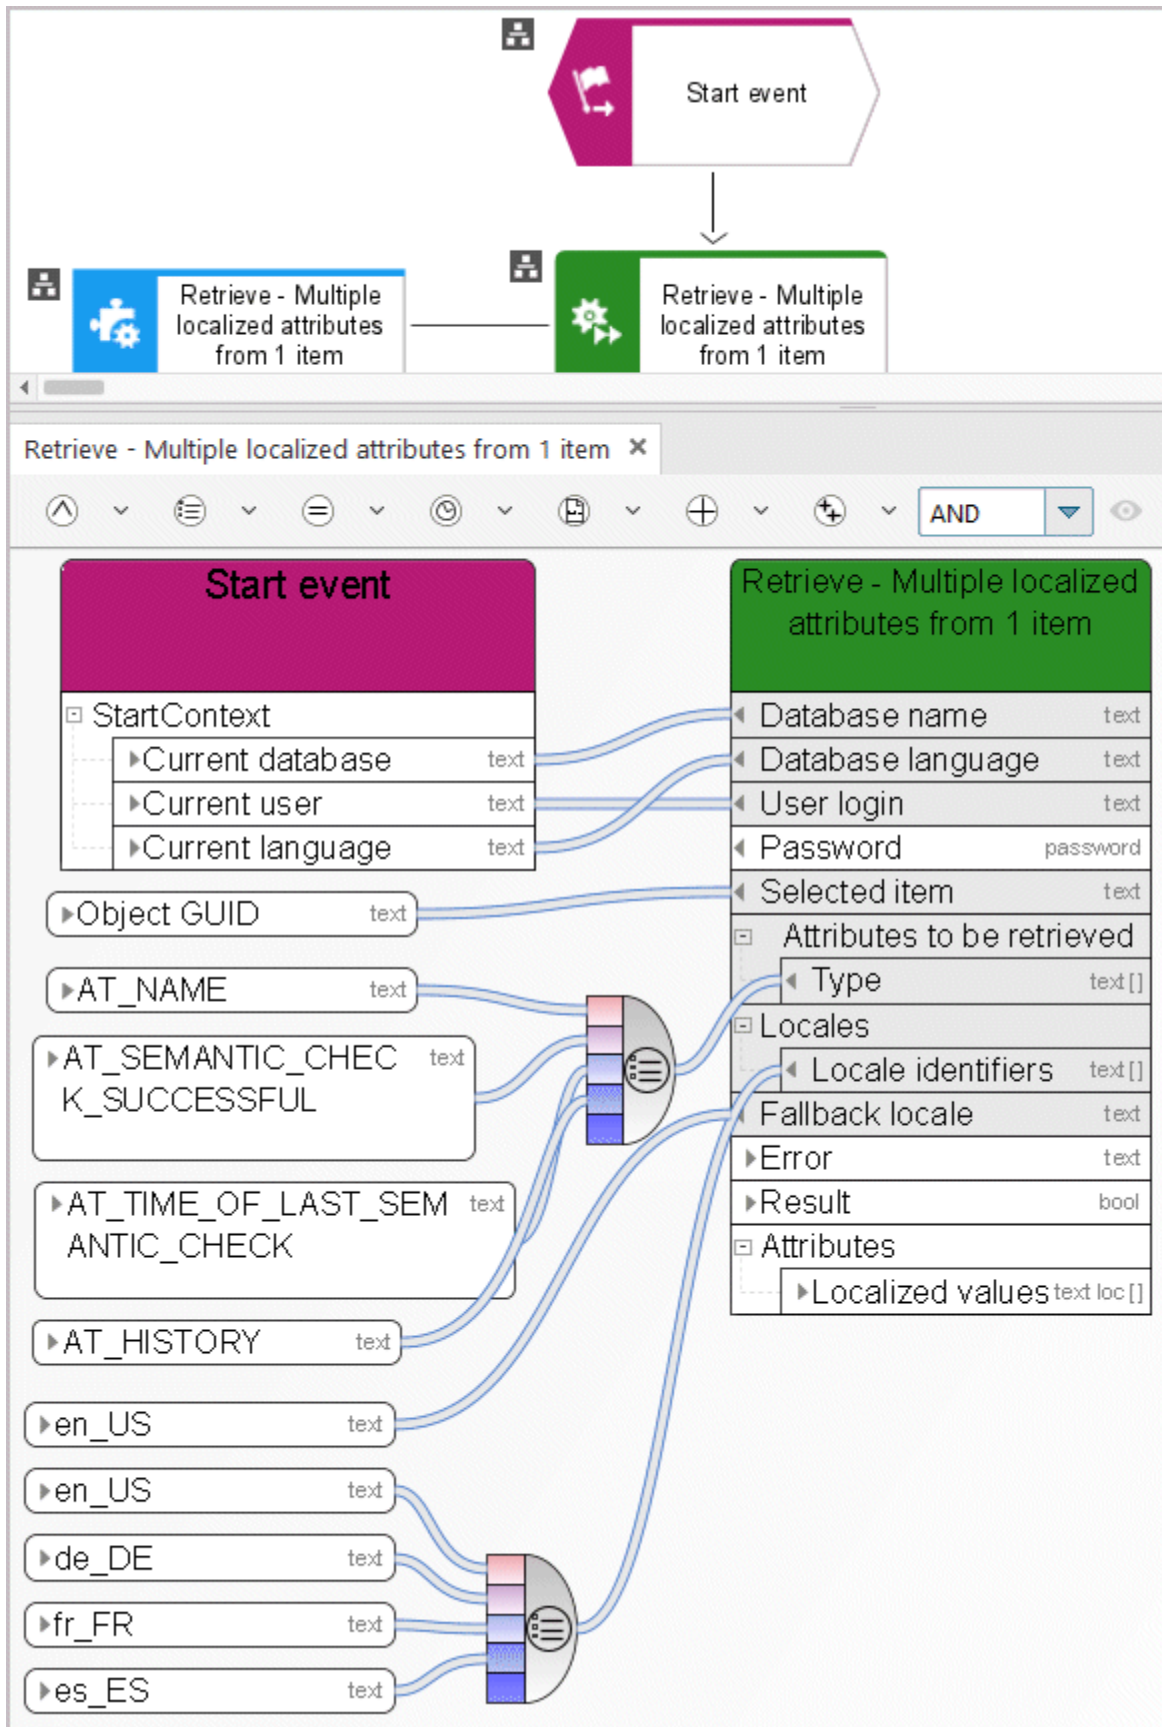 Start event
Retrieve - Multiple
localized attributes
from 1 item
Retrieve - Multiple
localized attributes
from 1 item
Retrieve - Multiple localized attributes from 1 item
AND
Start event
StartContext
Current database text
Current user text
Current language text
Retrieve - Multiple localized
attributes from 1 item
Database name text
Database language text
User login text
Password password
Selected item text
Attributes to be retrieved
Type text []
Locales
Locale identifiers text []
Fallback locale text
Error text
Result bool
Attributes
Localized values text loc []
Object GUID text
AT_NAME text
AT_SEMANTIC_CHEC text
K_SUCCESSFUL
AT_TIME_OF_LAST_SEM text
ANTIC_CHECK
AT_HISTORY text
en_US text
en_US text
de_DE text
fr_FR text
es_ES text